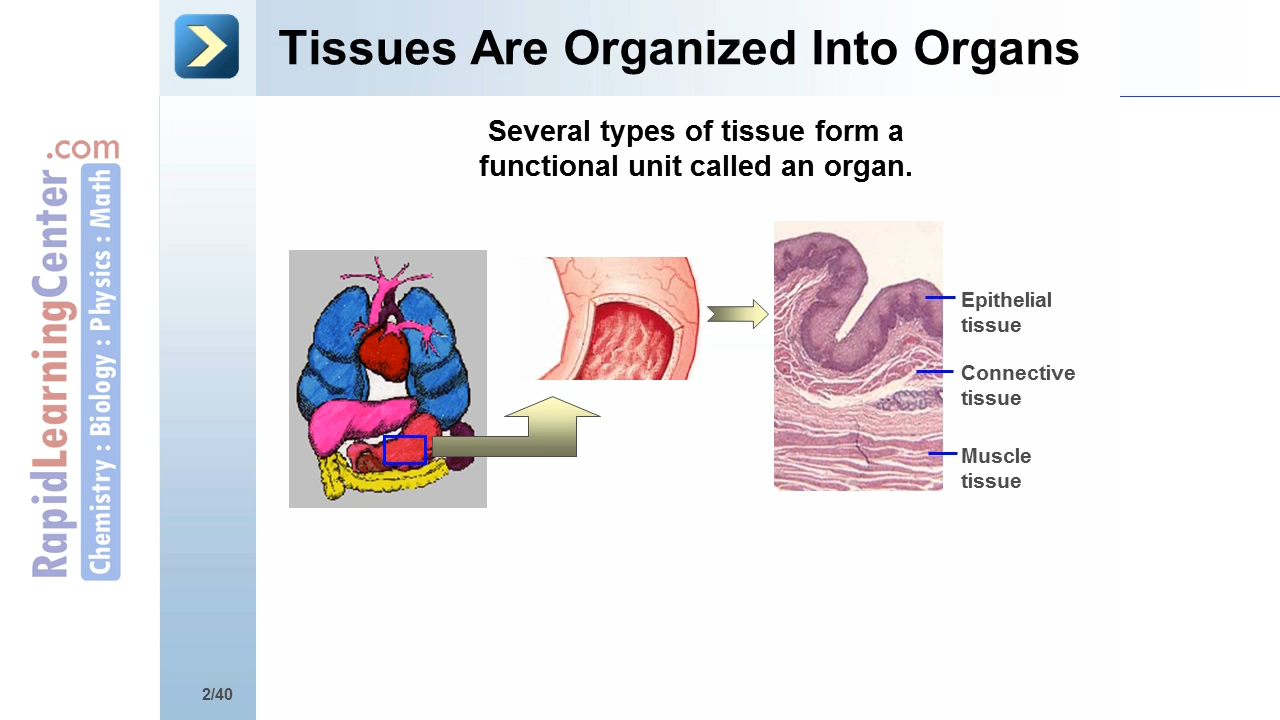 Tissues Are Organized Into Organs
Several types of tissue form a
functional unit called an organ.
RapidLearningCenter.com
Chemistry : Biology : Physics : Math
Epithelial
tissue
Connective
tissue
Muscle
tissue
2/40